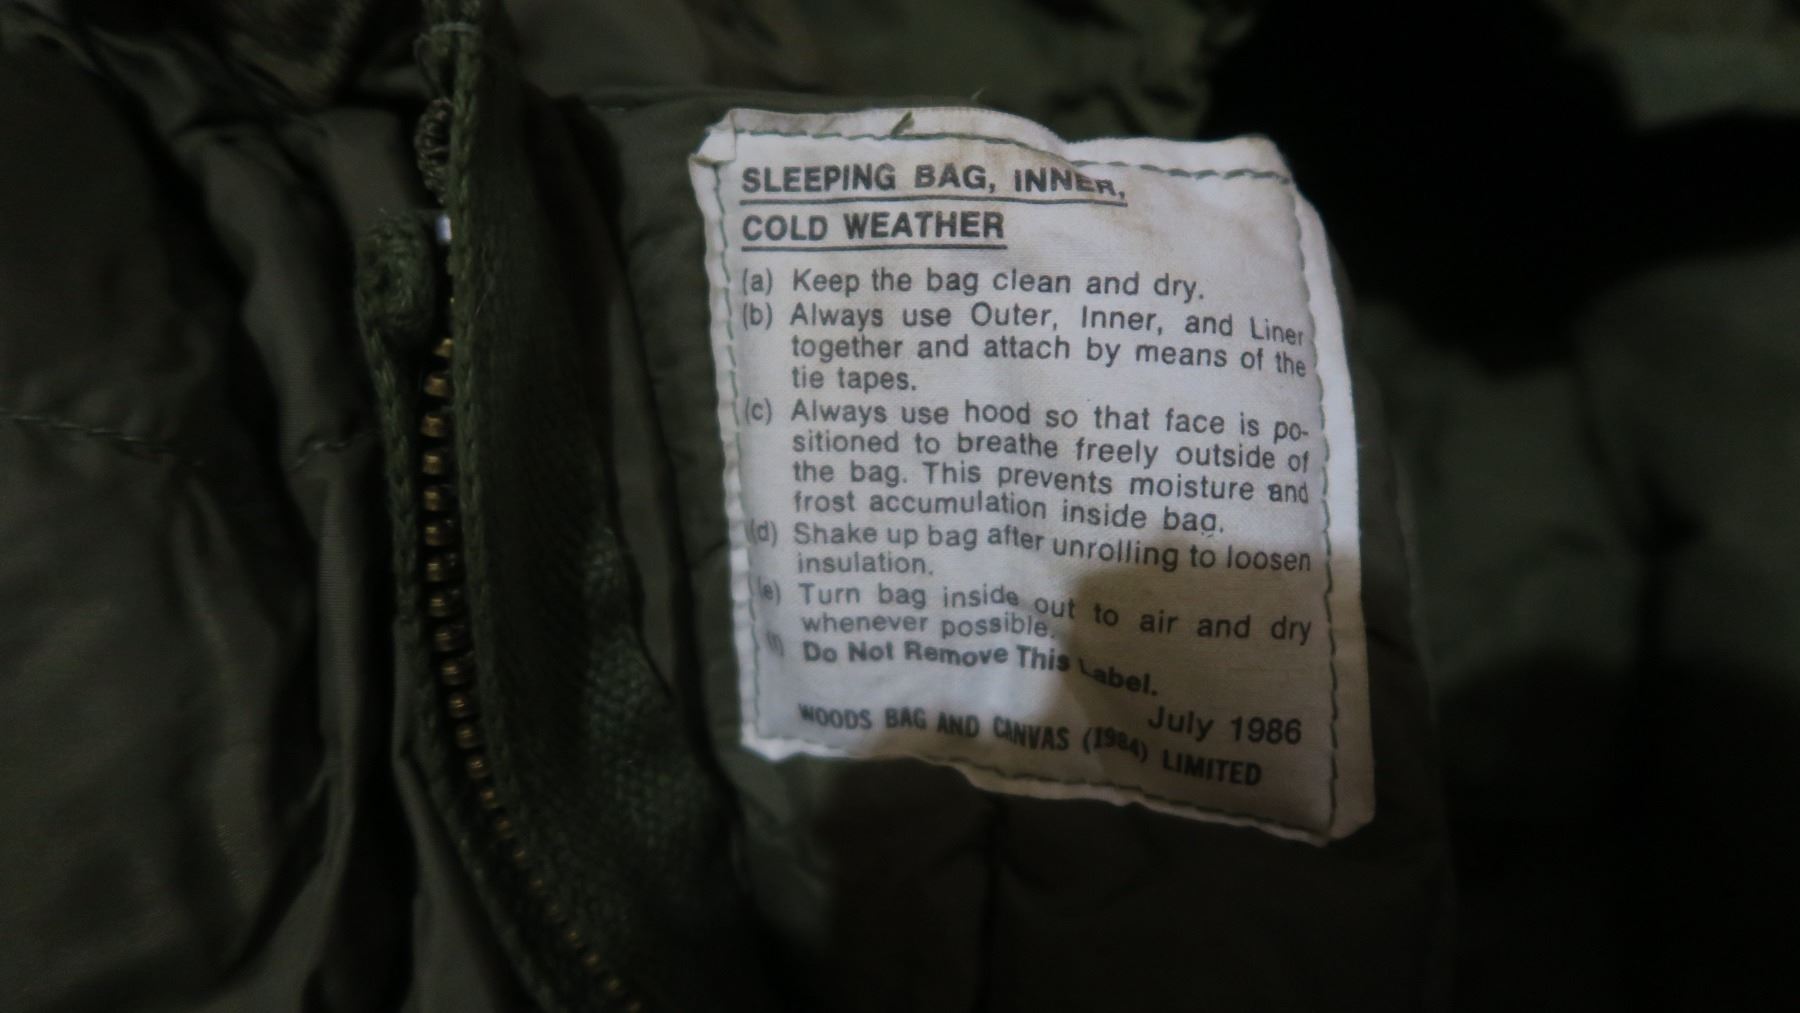 SLEEPING BAG, INNER,
COLD WEATHER
(a) Keep the bag clean and dry.
(b) Always use Outer, Inner, and Liner
together and attach by means of the
tie tapes.
(c) Always use hood so that face is po-
sitioned to breathe freely outside of
the bag. This prevents moisture and
frost accumulation inside bag.
(d) Shake up bag after unrolling to loosen
insulation.
(e) Turn bag inside out to air and dry
whenever possible.
(f) Do Not Remove This Label.
July 1986
WOODS BAG AND CANVAS (1984) LIMITED